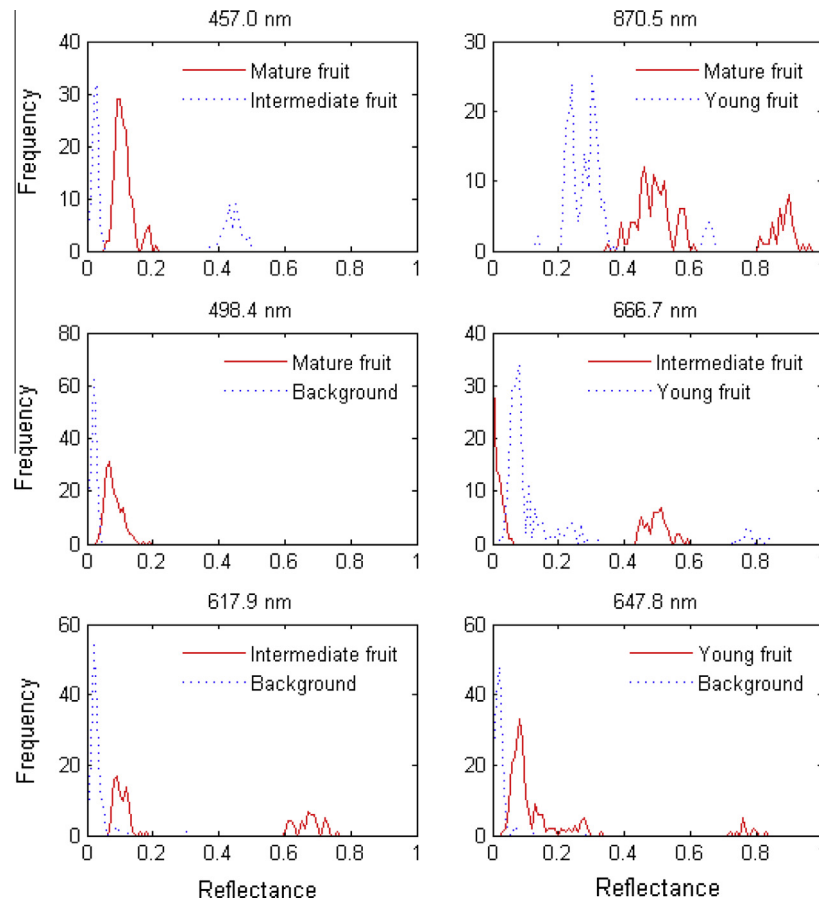 457.0 nm
40
30
20
10
0
Frequency
Mature fruit
Intermediate fruit
0 0.2 0.4 0.6 0.8 1
870.5 nm
30
20
10
0
Mature fruit
Young fruit
0 0.2 0.4 0.6 0.8
498.4 nm
80
60
40
20
0
Frequency
Mature fruit
Background
0 0.2 0.4 0.6 0.8 1
666.7 nm
40
30
20
10
0
Intermediate fruit
Young fruit
0 0.2 0.4 0.6 0.8
617.9 nm
60
40
20
0
Frequency
Intermediate fruit
Background
0 0.2 0.4 0.6 0.8 1
Reflectance
647.8 nm
60
40
20
0
Young fruit
Background
0 0.2 0.4 0.6 0.8
Reflectance